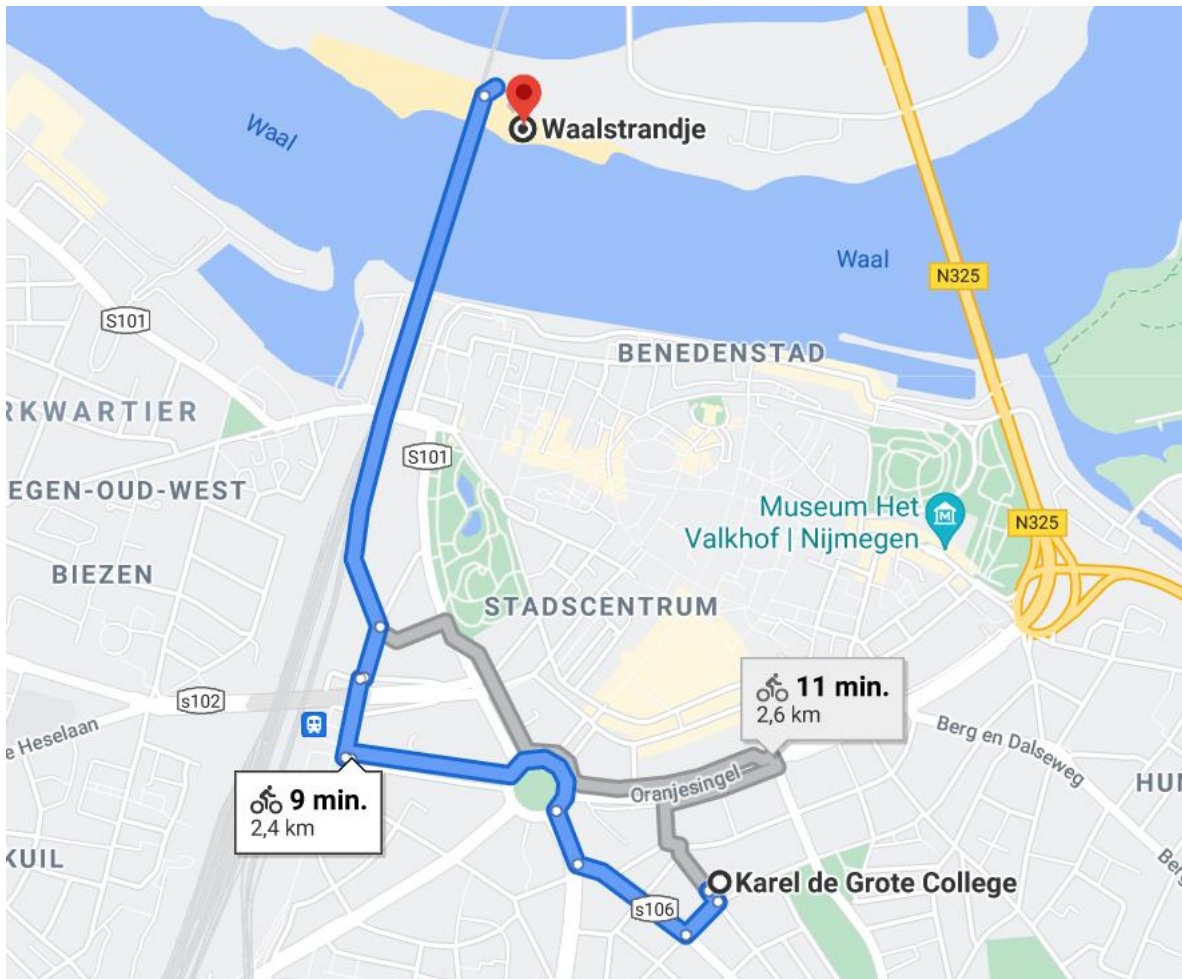 Waal
Waalstrandje
Waal
N325
S101
BENEDENSTAD
RKWARTIER
S101
EGEN-OUD-WEST
Museum Het
Valkhof | Nijmegen
N325
BIEZEN
STADSCENTRUM
s102
11 min.
2,6 km
e Heselaan
Berg en Dalseweg
HUN
9 min.
2,4 km
Oranjesingel
KUIL
Karel de Grote College
s106
Berg